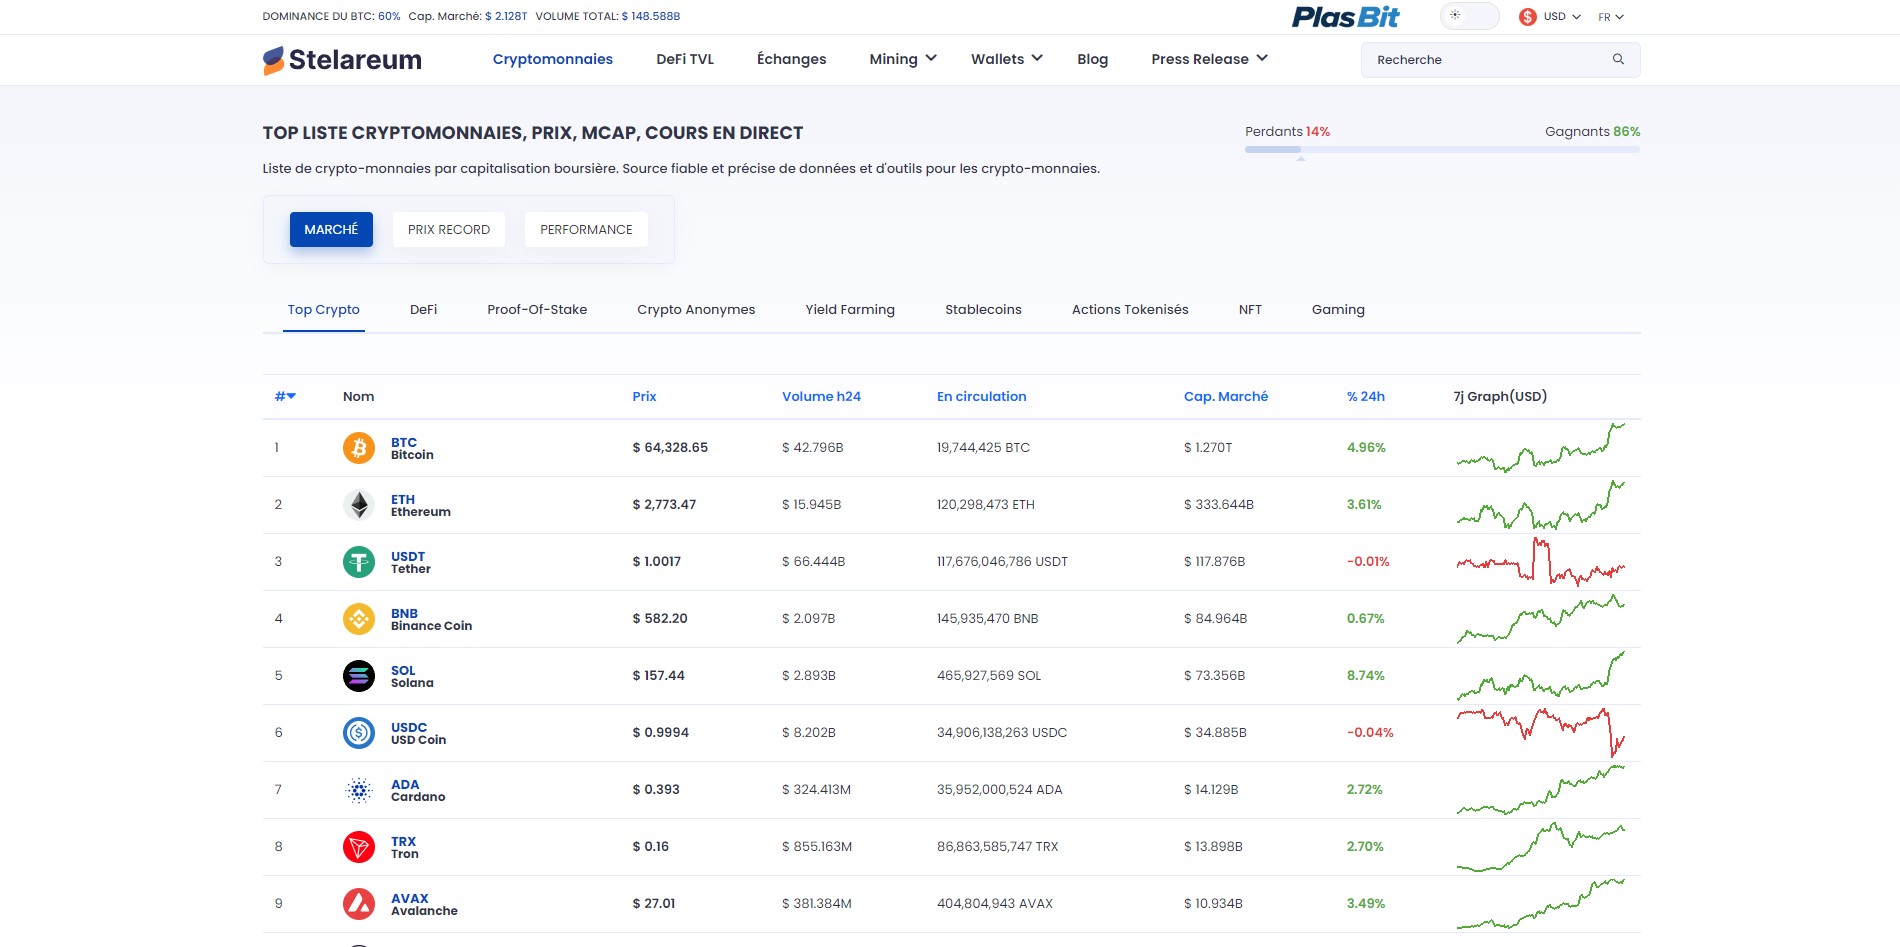 DOMINANCE DU BTC: 60% Cap. Marché: $ 2.128T VOLUME TOTAL: $ 148.588B PlasBit USD FR
Stelareum Cryptomonnaies DeFi TVL Échanges Mining Wallets Blog Press Release Recherche
TOP LISTE CRYPTOMONNAIES, PRIX, MCAP, COURS EN DIRECT
Perdants 14% Gagnants 86%
Liste de crypto-monnaies par capitalisation boursière. Source fiable et précise de données et d'outils pour les crypto-monnaies.
MARCHÉ PRIX RECORD PERFORMANCE
Top Crypto DeFi Proof-Of-Stake Crypto Anonymes Yield Farming Stablecoins Actions Tokenisés NFT Gaming
# Nom Prix Volume h24 En circulation Cap. Marché % 24h 7j Graph(USD)
1 BTC Bitcoin $ 64,328.65 $ 42.796B 19,744,425 BTC $ 1.270T 4.96%
2 ETH Ethereum $ 2,773.47 $ 15.945B 120,298,473 ETH $ 333.644B 3.61%
3 USDT Tether $ 1.0017 $ 66.444B 117,676,046,786 USDT $ 117.876B -0.01%
4 BNB Binance Coin $ 582.20 $ 2.097B 145,935,470 BNB $ 84.964B 0.67%
5 SOL Solana $ 157.44 $ 2.893B 465,927,569 SOL $ 73.356B 8.74%
6 USDC USD Coin $ 0.9994 $ 8.202B 34,906,138,263 USDC $ 34.885B -0.04%
7 ADA Cardano $ 0.393 $ 324.413M 35,952,000,524 ADA $ 14.129B 2.72%
8 TRX Tron $ 0.16 $ 855.163M 86,863,585,747 TRX $ 13.898B 2.70%
9 AVAX Avalanche $ 27.01 $ 381.384M 404,804,943 AVAX $ 10.934B 3.49%